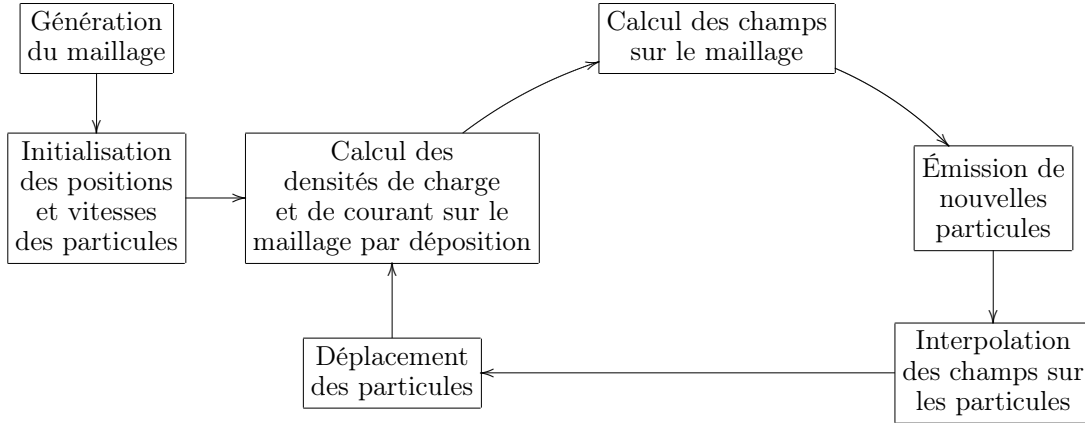 Génération
du maillage
Calcul des champs
sur le maillage
Initialisation
des positions
et vitesses
des particules
Calcul des
densités de charge
et de courant sur le
maillage par déposition
Émission de
nouvelles
particules
Déplacement
des particules
Interpolation
des champs sur
les particules